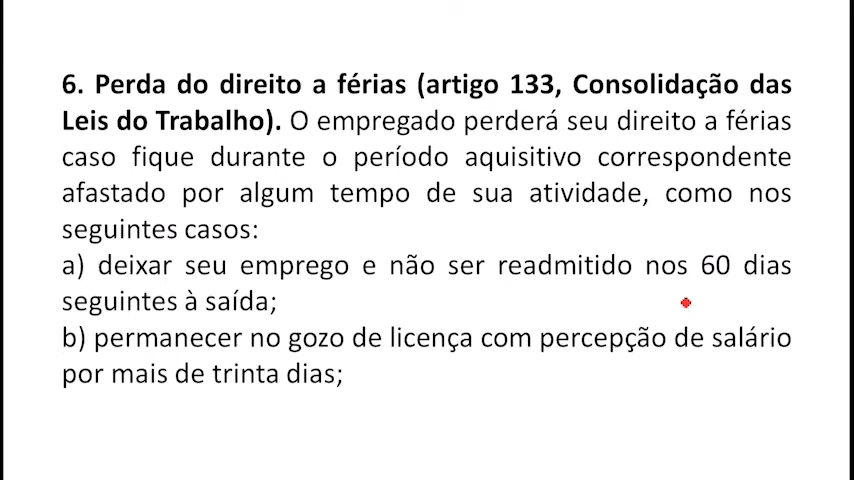 6. Perda do direito a férias (artigo 133, Consolidação das
Leis do Trabalho). O empregado perderá seu direito a férias
caso fique durante o período aquisitivo correspondente
afastado por algum tempo de sua atividade, como nos
seguintes casos:
a) deixar seu emprego e não ser readmitido nos 60 dias
seguintes à saída;
b) permanecer no gozo de licença com percepção de salário
por mais de trinta dias;